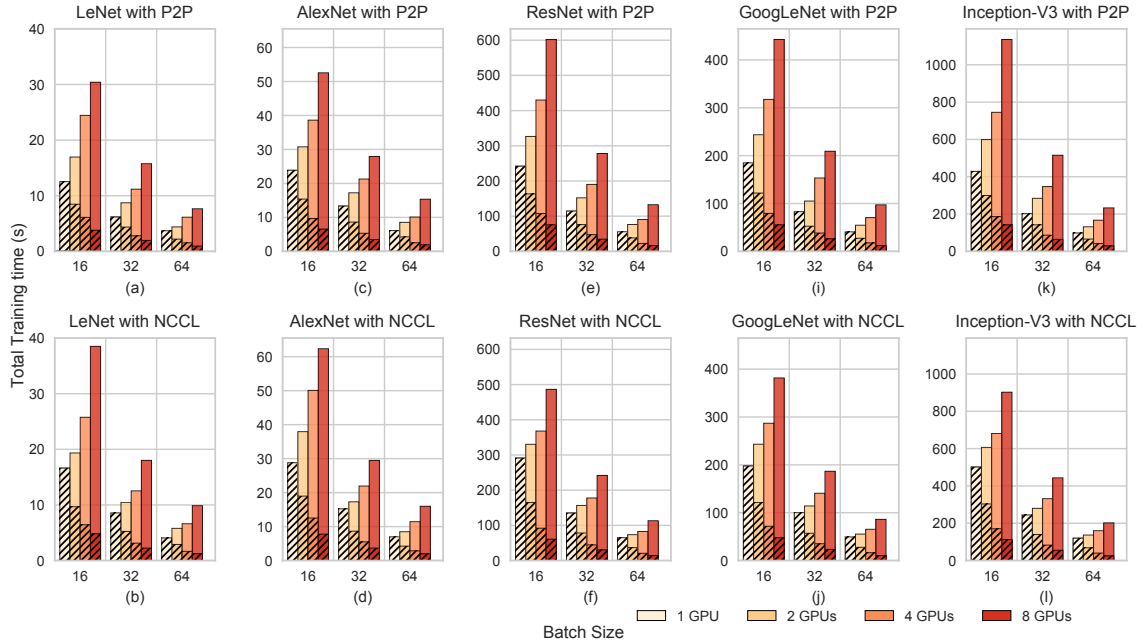 LeNet with P2P
AlexNet with P2P
ResNet with P2P
GoogLeNet with P2P
Inception-V3 with P2P
40
30
20
10
0
60
50
40
30
20
10
0
600
500
400
300
200
100
0
400
300
200
100
0
1000
800
600
400
200
0
16 32 64
16 32 64
16 32 64
16 32 64
16 32 64
(a)
(c)
(e)
(i)
(k)
Total Training time (s)
LeNet with NCCL
AlexNet with NCCL
ResNet with NCCL
GoogLeNet with NCCL
Inception-V3 with NCCL
40
30
20
10
0
60
50
40
30
20
10
0
600
500
400
300
200
100
0
400
300
200
100
0
1000
800
600
400
200
0
16 32 64
16 32 64
16 32 64
16 32 64
16 32 64
(b)
(d)
(f)
(j)
(l)
1 GPU 2 GPUs 4 GPUs 8 GPUs
Batch Size